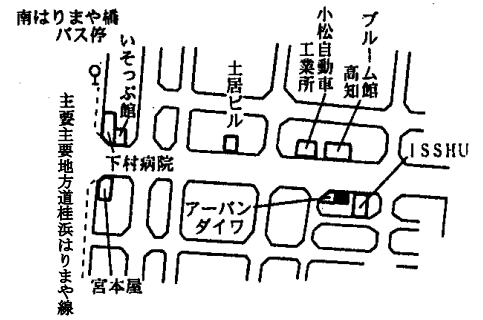 南はりまや橋
バス停
いそっぷ館
土居ビル
小松自動車
工業所
ブルーム館
高知
ISSHU
下村病院
アーバン
ダイワ
宮本屋
主要主要地方道桂浜はりまや線